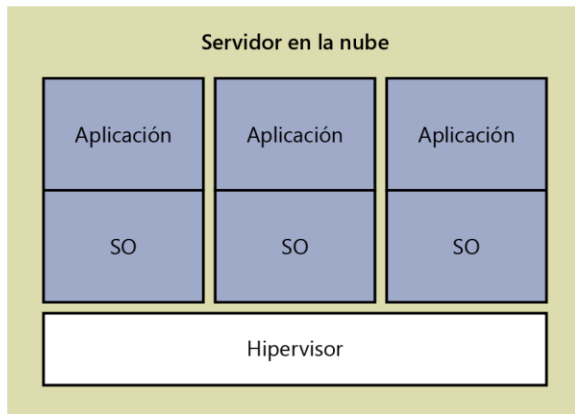 Servidor en la nube
Aplicación
Aplicación
Aplicación
SO
SO
SO
Hipervisor